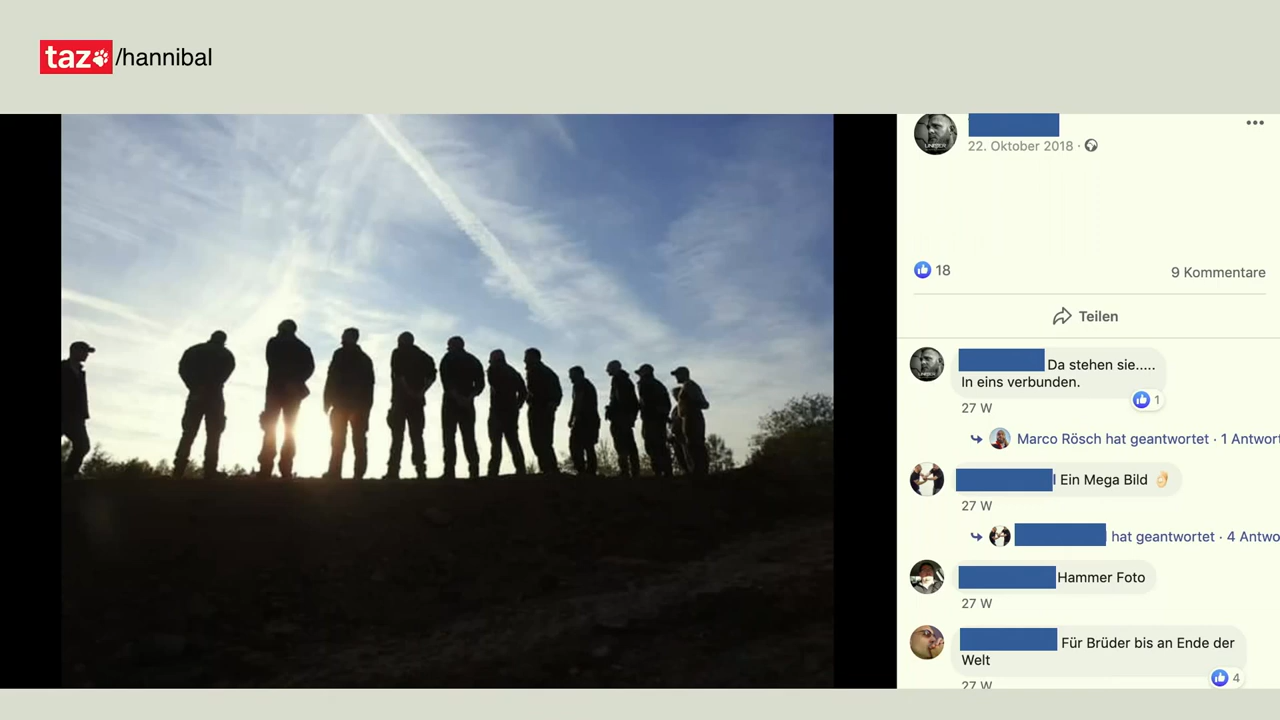 taz /hannibal
22. Oktober 2018 ·
18
9 Kommentare
Teilen
Da stehen sie.....
In eins verbunden.
1
27 W
Marco Rösch hat geantwortet · 1 Antwort
Ein Mega Bild
27 W
hat geantwortet · 4 Antwo
Hammer Foto
27 W
Für Brüder bis an Ende der
Welt
4
27 W